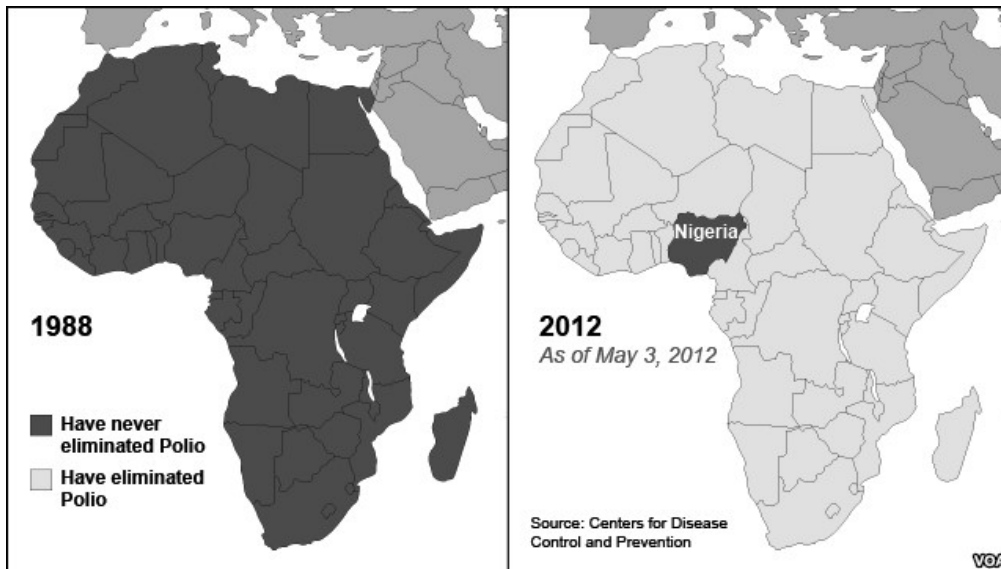 1988
Have never
eliminated Polio
Have eliminated
Polio
Nigeria
2012
As of May 3, 2012
Source: Centers for Disease
Control and Prevention
VOA